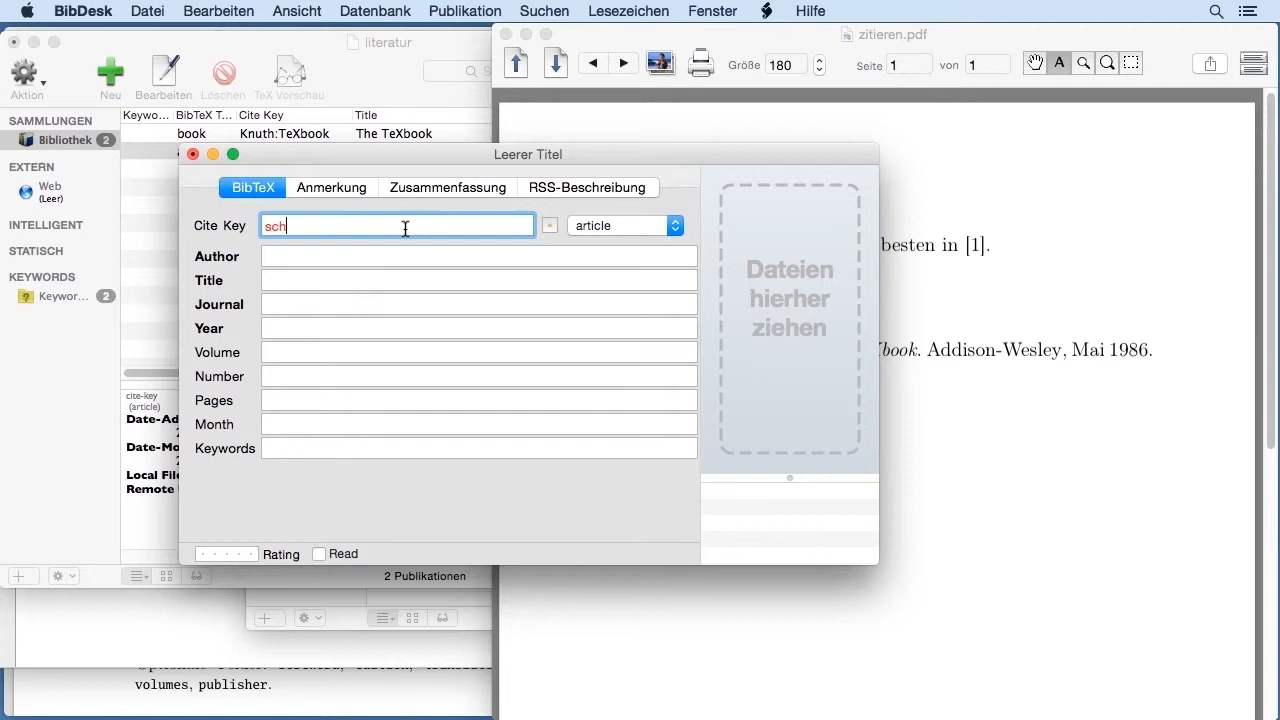 BibDesk Datei Bearbeiten Ansicht Datenbank Publikation Suchen Lesezeichen Fenster Hilfe
literatur
Aktion Neu Bearbeiten Löschen TeX Vorschau
S
zitieren.pdf
Größe 180 Seite 1 von 1
SAMMLUNGEN
Bibliothek 2
EXTERN
Web
(Leer)
INTELLIGENT
STATISCH
KEYWORDS
Keywor... 2
Keywo... BibTeX T... Cite Key Title
book Knuth:TeXbook The TeXbook
cite-key
(article)
Date-Ad
Date-Mo
Local File
Remote
2 Publikationen
Leerer Titel
BibTeX Anmerkung Zusammenfassung RSS-Beschreibung
Cite Key sch article
Author
Title
Journal
Year
Volume
Number
Pages
Month
Keywords
Rating Read
Dateien
hierher
ziehen
besten in [1].
Xbook. Addison-Wesley, Mai 1986.
volumes, publisher.